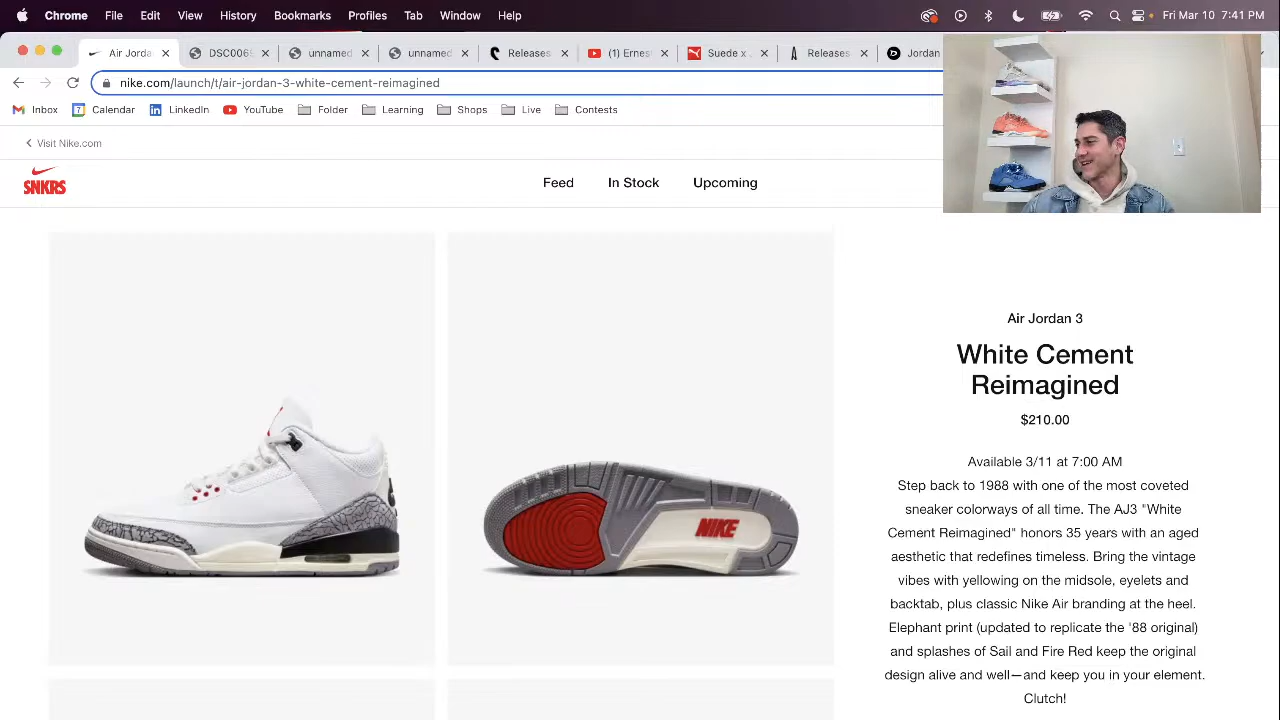 Chrome File Edit View History Bookmarks Profiles Tab Window Help Fri Mar 10 7:41 PM
Air Jorda DSC006 unnamed unnamed Releases (1) Ernes Suede x Releases Jordan
nike.com/launch/t/air-jordan-3-white-cement-reimagined
Inbox Calendar LinkedIn YouTube Folder Learning Shops Live Contests
Visit Nike.com
SNKRS
Feed In Stock Upcoming
NIKE
Air Jordan 3
White Cement
Reimagined
$210.00
Available 3/11 at 7:00 AM
Step back to 1988 with one of the most coveted
sneaker colorways of all time. The AJ3 "White
Cement Reimagined" honors 35 years with an aged
aesthetic that redefines timeless. Bring the vintage
vibes with yellowing on the midsole, eyelets and
backtab, plus classic Nike Air branding at the heel.
Elephant print (updated to replicate the '88 original)
and splashes of Sail and Fire Red keep the original
design alive and well—and keep you in your element.
Clutch!